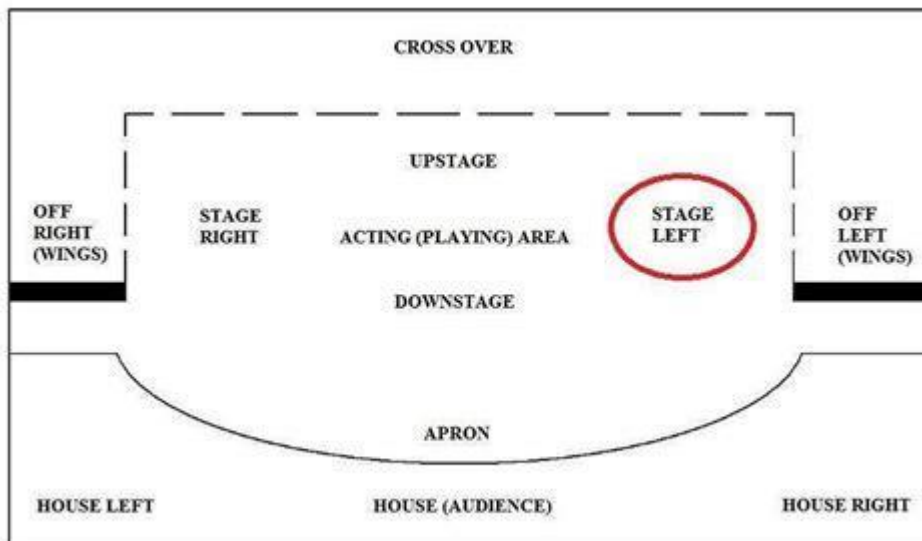 CROSS OVER
UPSTAGE
OFF
RIGHT
(WINGS)
STAGE
RIGHT
ACTING (PLAYING) AREA
STAGE
LEFT
OFF
LEFT
(WINGS)
DOWNSTAGE
APRON
HOUSE LEFT
HOUSE (AUDIENCE)
HOUSE RIGHT